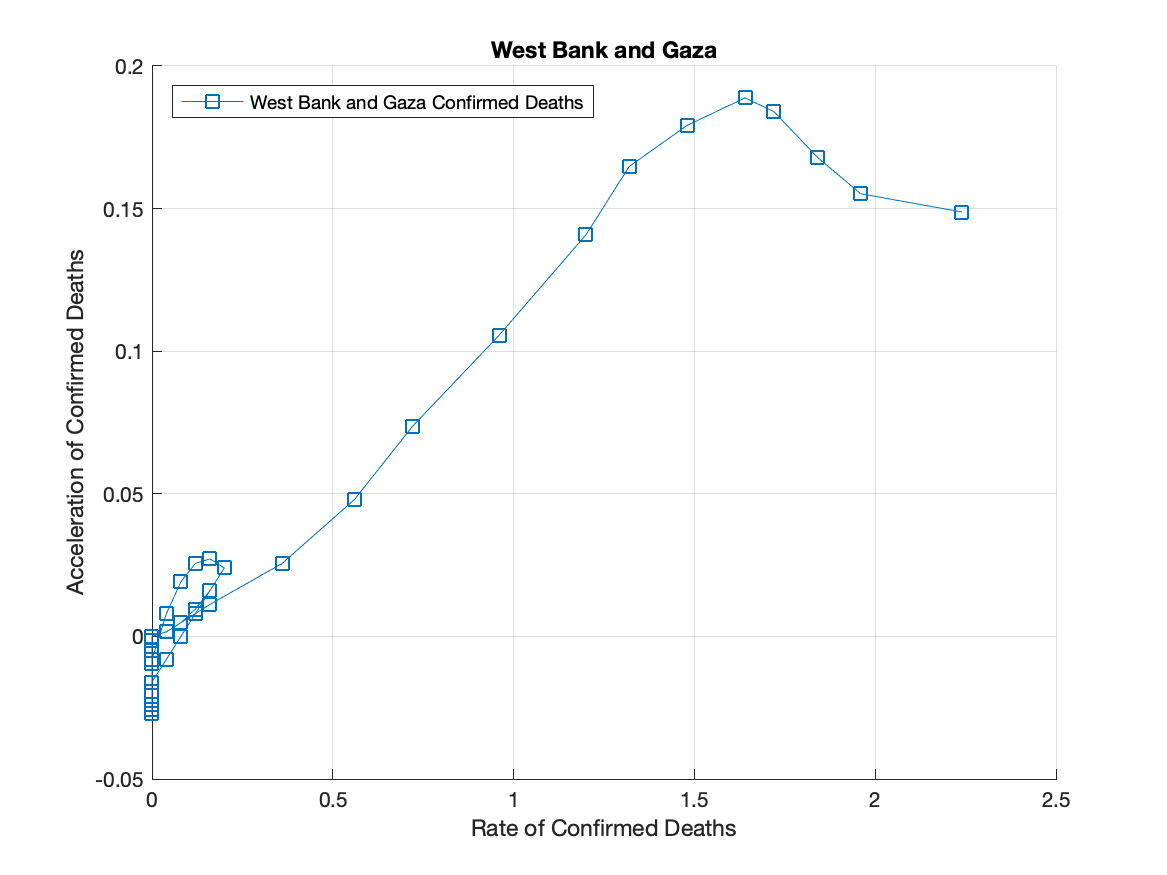 West Bank and Gaza
0.2
West Bank and Gaza Confirmed Deaths
0.15
0.1
0.05
0
-0.05
Acceleration of Confirmed Deaths
0 0.5 1 1.5 2 2.5
Rate of Confirmed Deaths